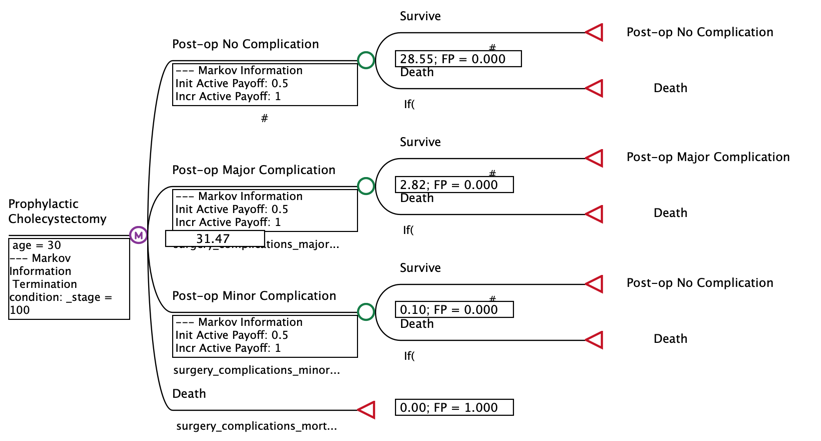 Prophylactic
Cholecystectomy
M
age = 30
--- Markov
Information
Termination
condition: _stage =
100
31.47
Post-op No Complication
--- Markov Information
Init Active Payoff: 0.5
Incr Active Payoff: 1
#
Survive
#
28.55; FP = 0.000
Death
If(
Post-op No Complication
Death
Post-op Major Complication
--- Markov Information
Init Active Payoff: 0.5
Incr Active Payoff: 1
surgery_complications_major...
Survive
#
2.82; FP = 0.000
Death
If(
Post-op Major Complication
Death
Post-op Minor Complication
--- Markov Information
Init Active Payoff: 0.5
Incr Active Payoff: 1
surgery_complications_minor...
Survive
#
0.10; FP = 0.000
Death
If(
Post-op No Complication
Death
Death
surgery_complications_mort...
0.00; FP = 1.000